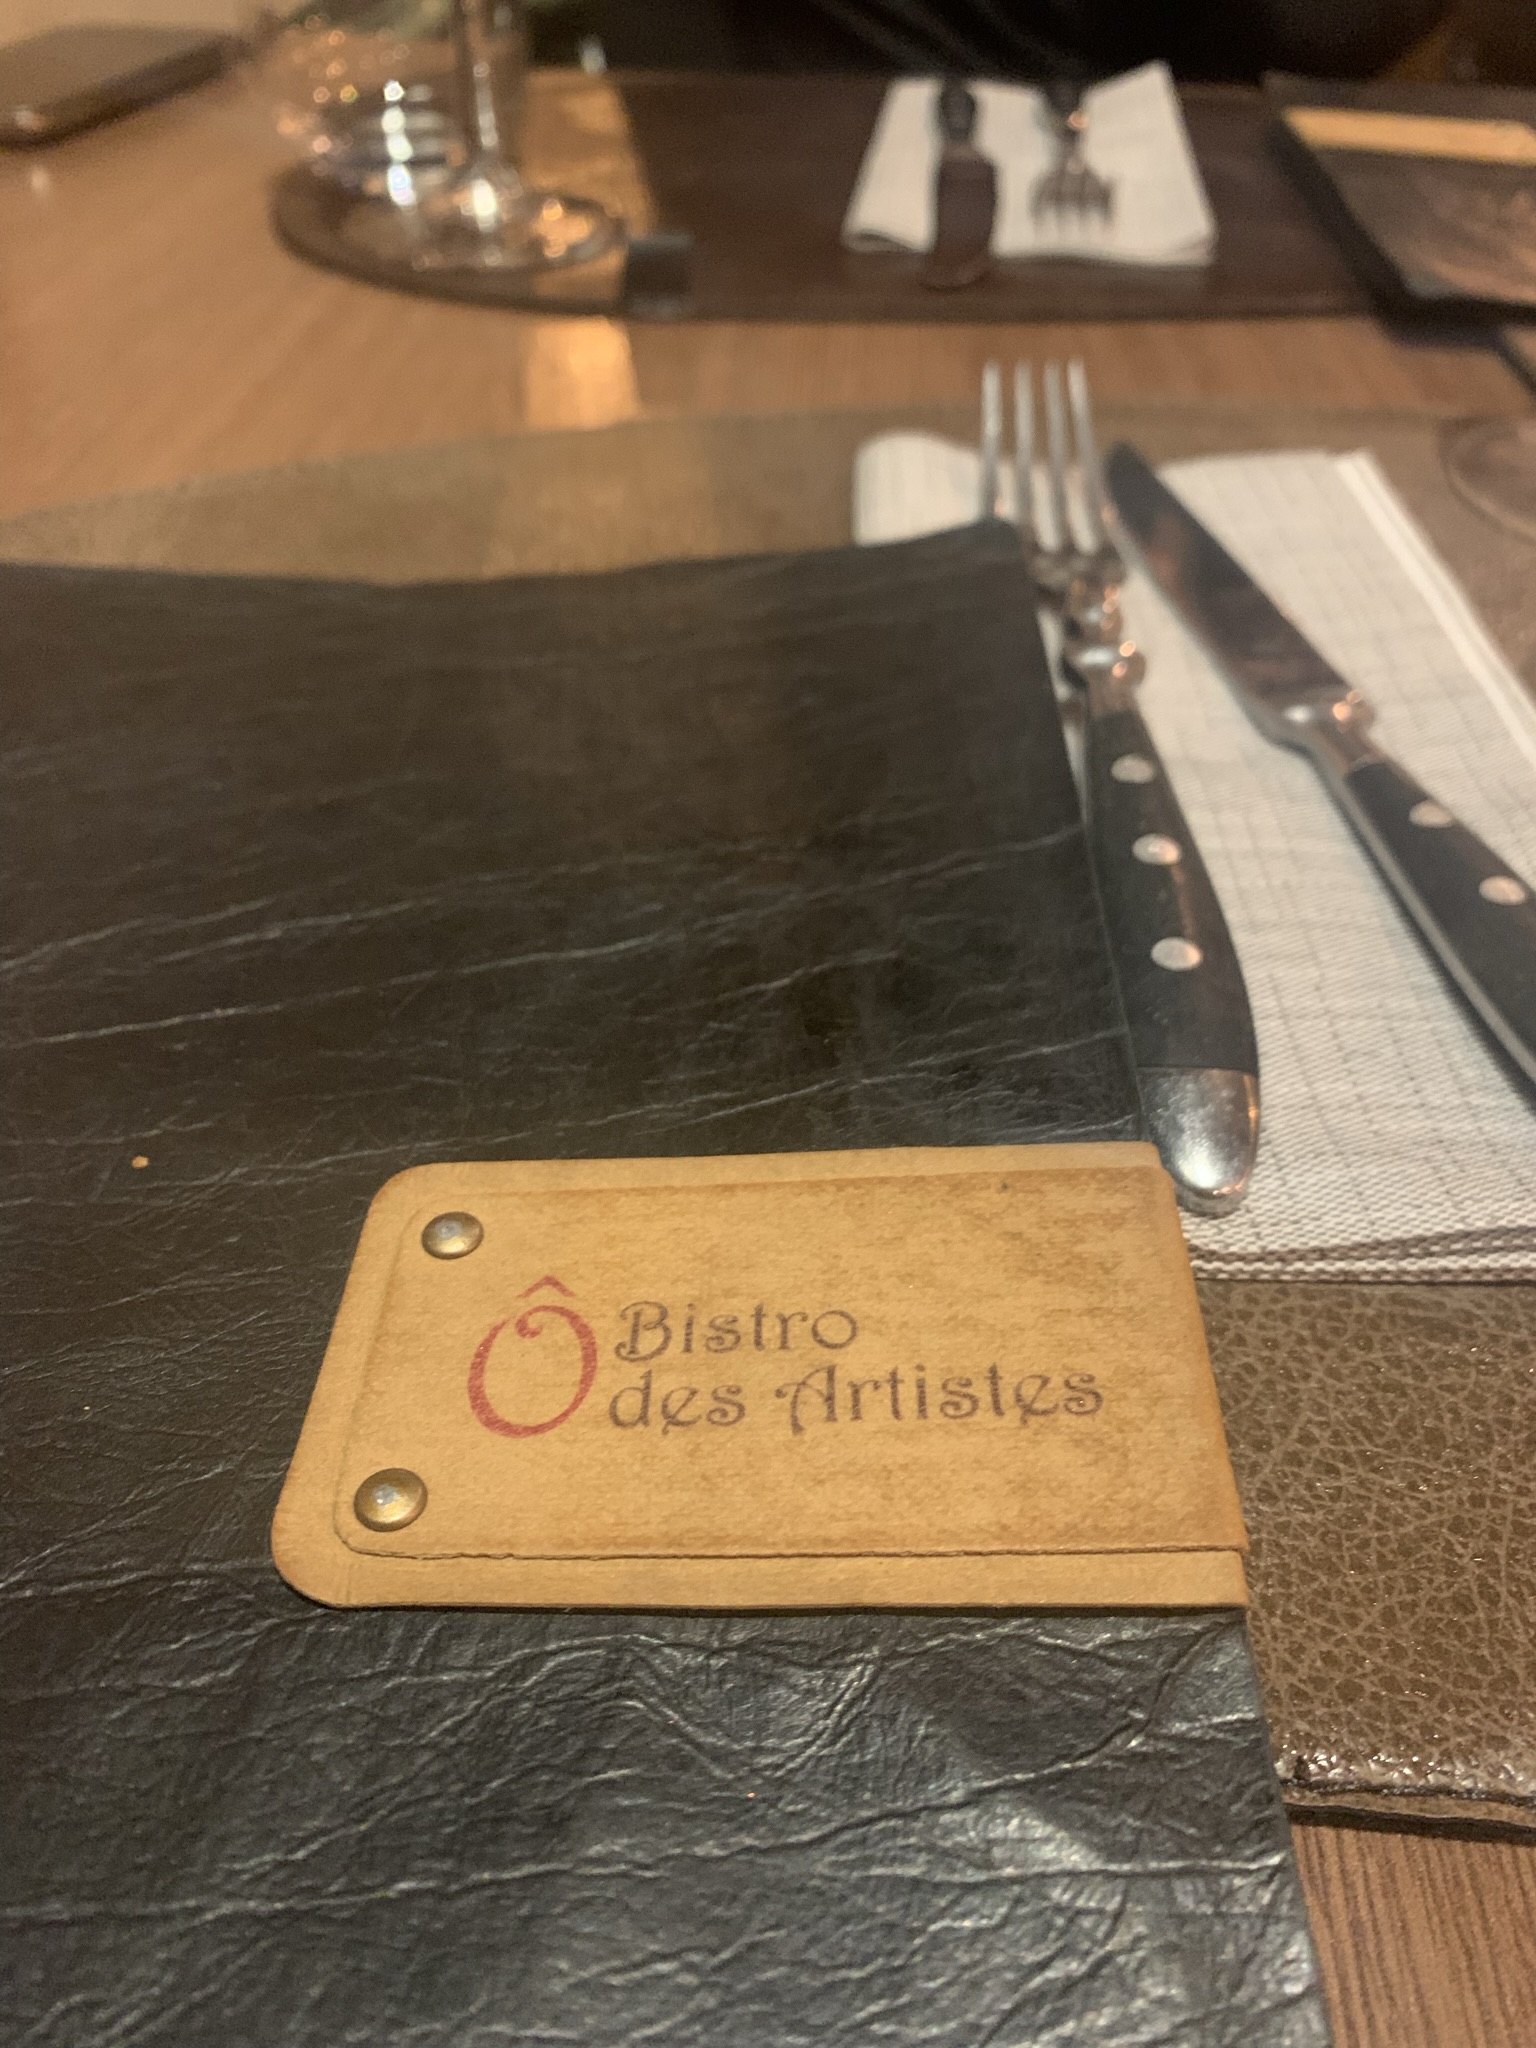 Ô Bistro
des Artistes